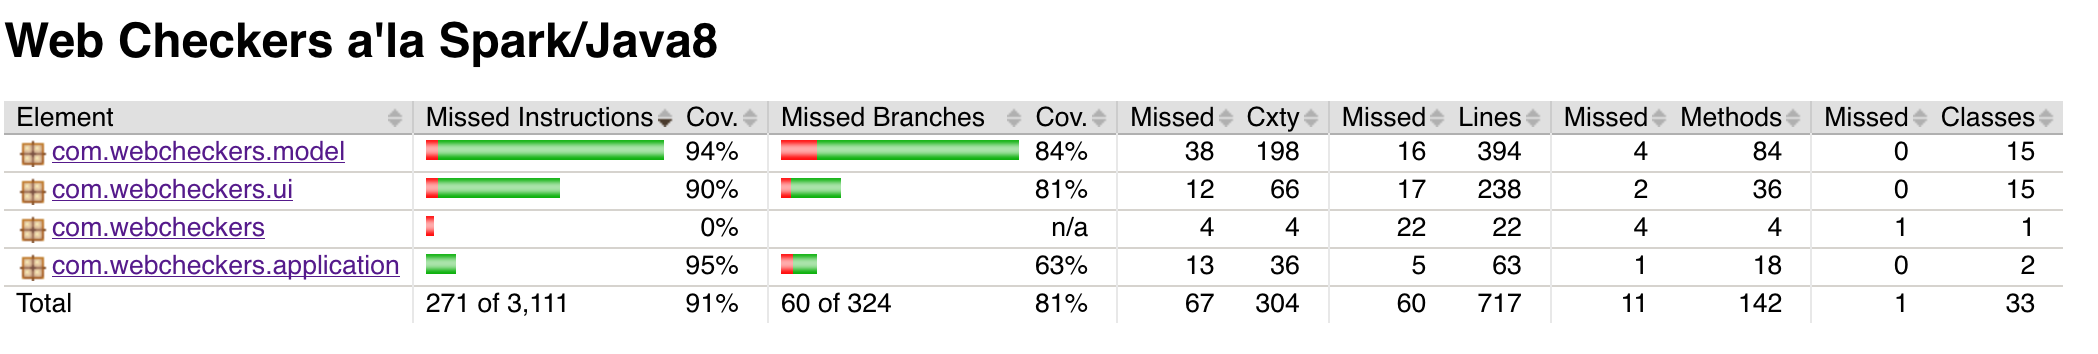 Web Checkers a'la Spark/Java8
Element Missed Instructions Cov. Missed Branches Cov. Missed Cxty Missed Lines Missed Methods Missed Classes
com.webcheckers.model 94% 84% 38 198 16 394 4 84 0 15
com.webcheckers.ui 90% 81% 12 66 17 238 2 36 0 15
com.webcheckers 0% n/a 4 4 22 22 4 4 1 1
com.webcheckers.application 95% 63% 13 36 5 63 1 18 0 2
Total 271 of 3,111 91% 60 of 324 81% 67 304 60 717 11 142 1 33